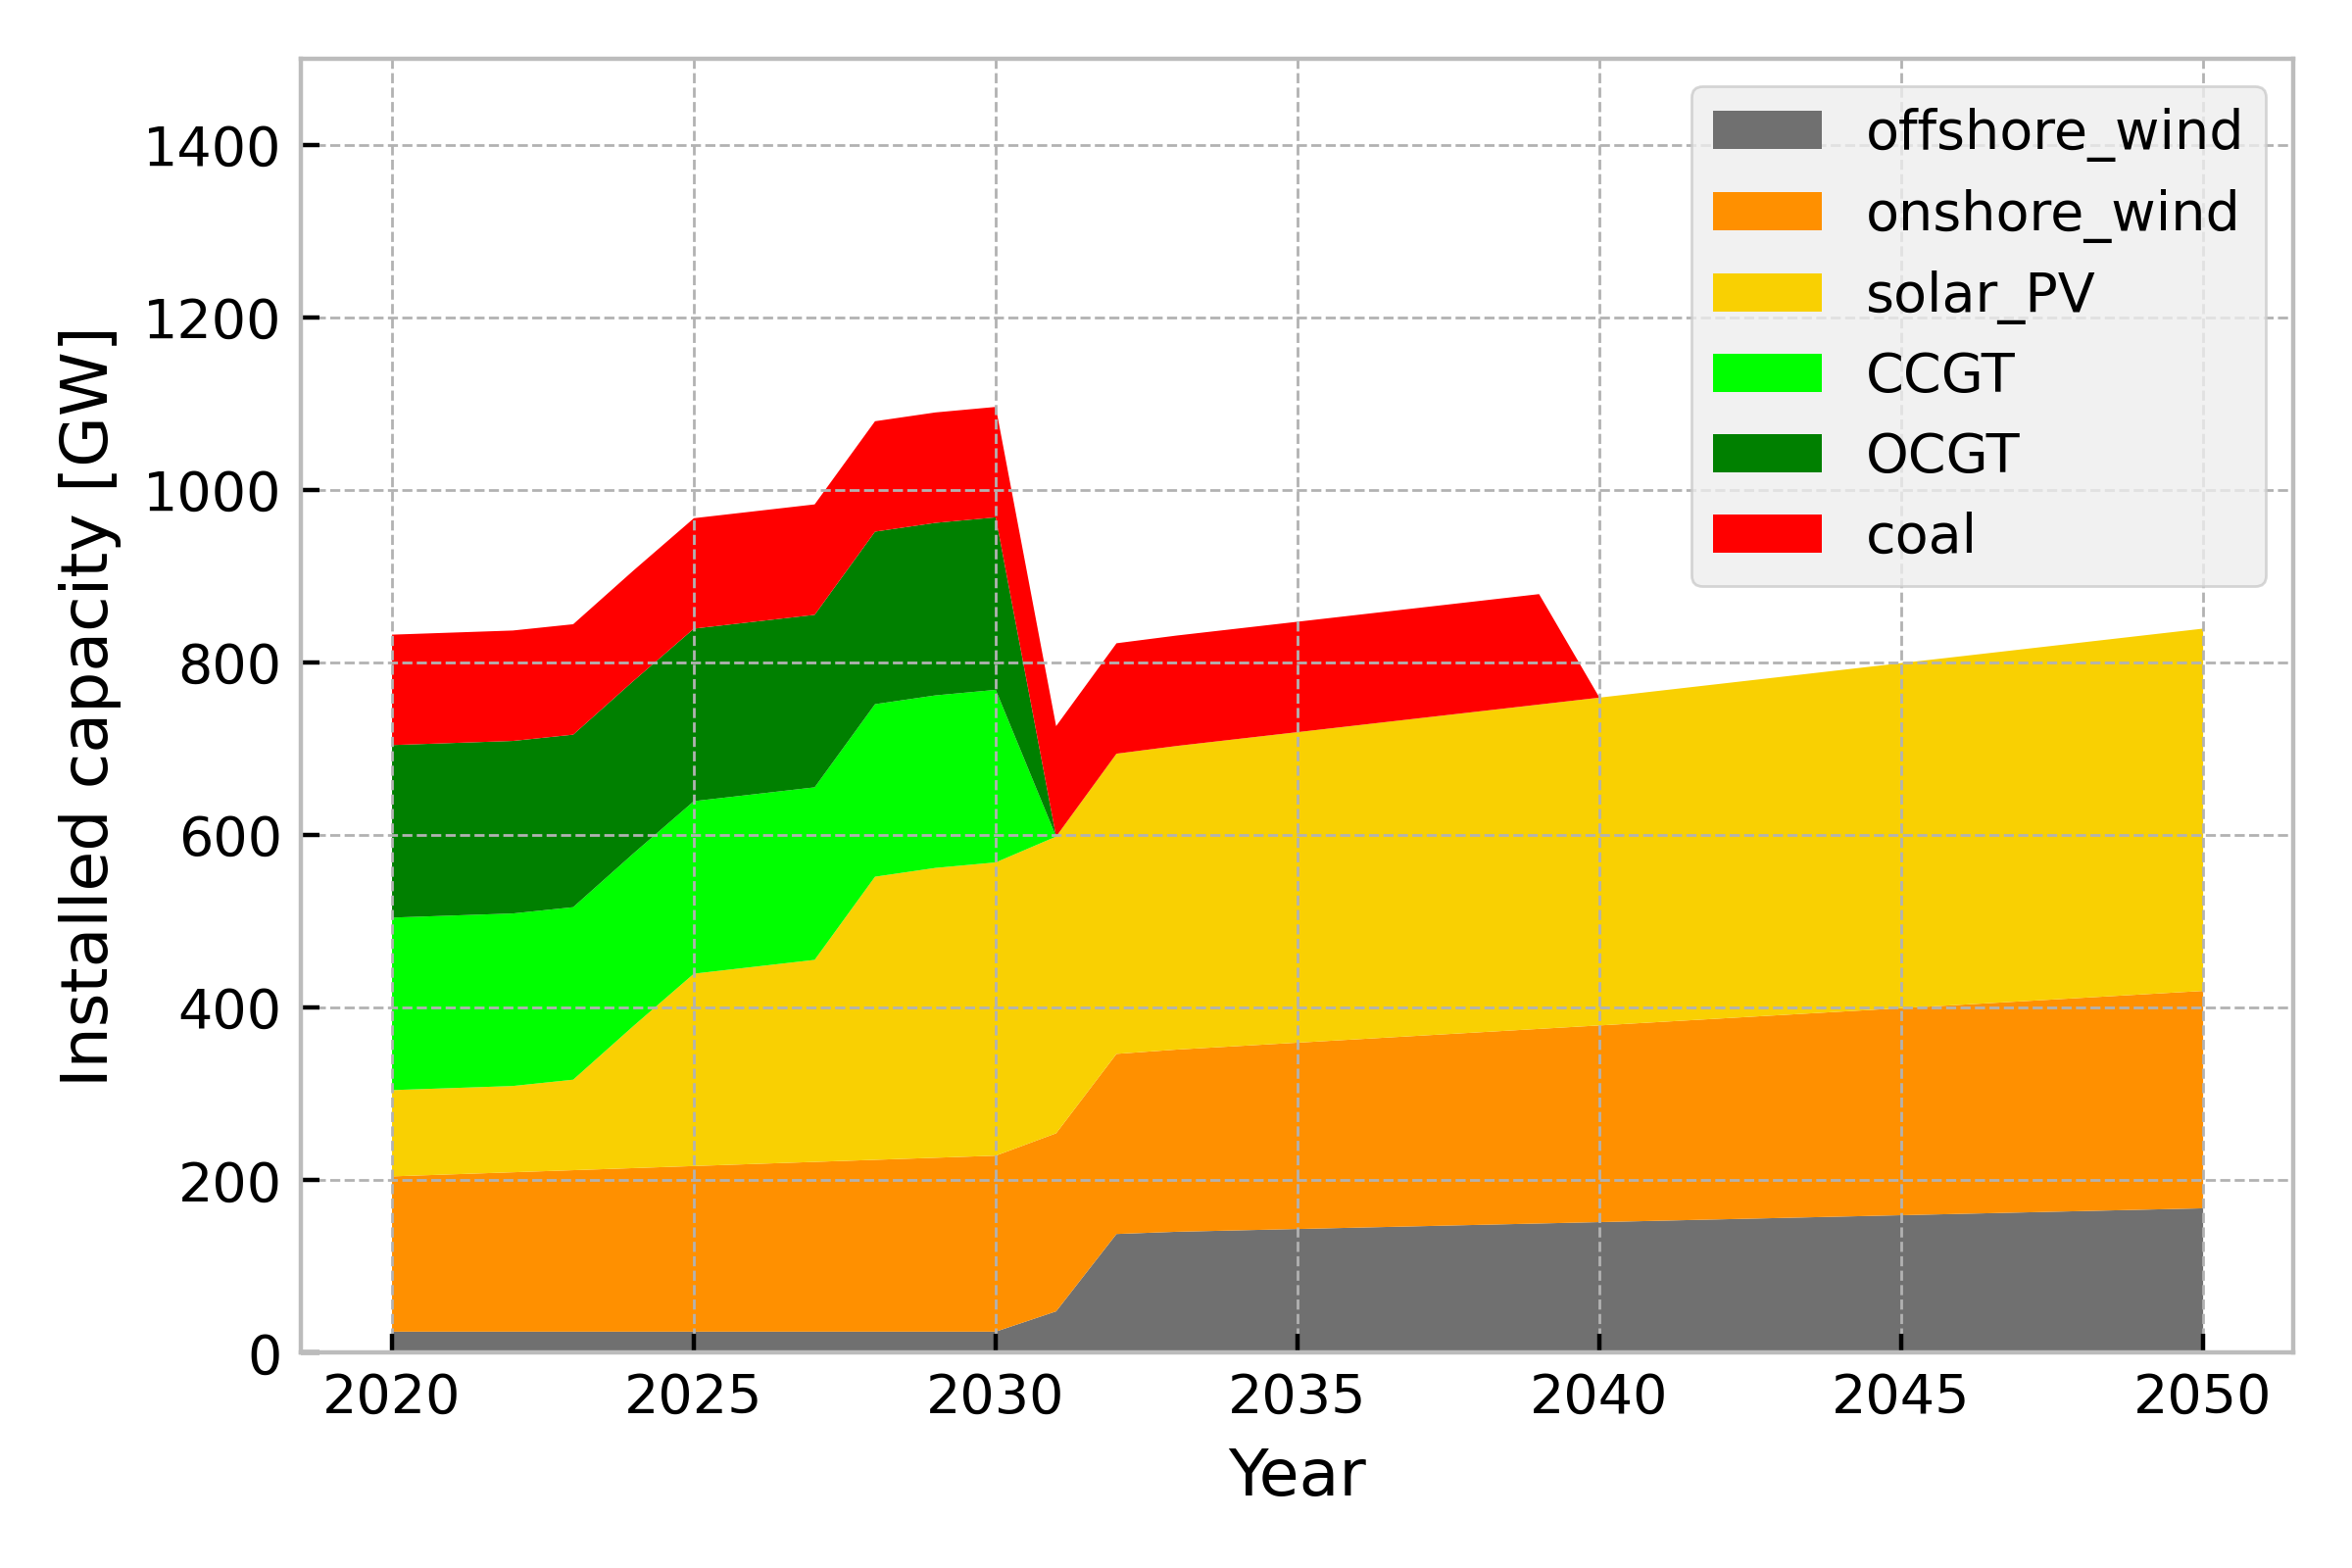 Installed capacity [GW]
1400
1200
1000
800
600
400
200
0
offshore_wind
onshore_wind
solar_PV
CCGT
OCGT
coal
2020 2025 2030 2035 2040 2045 2050
Year